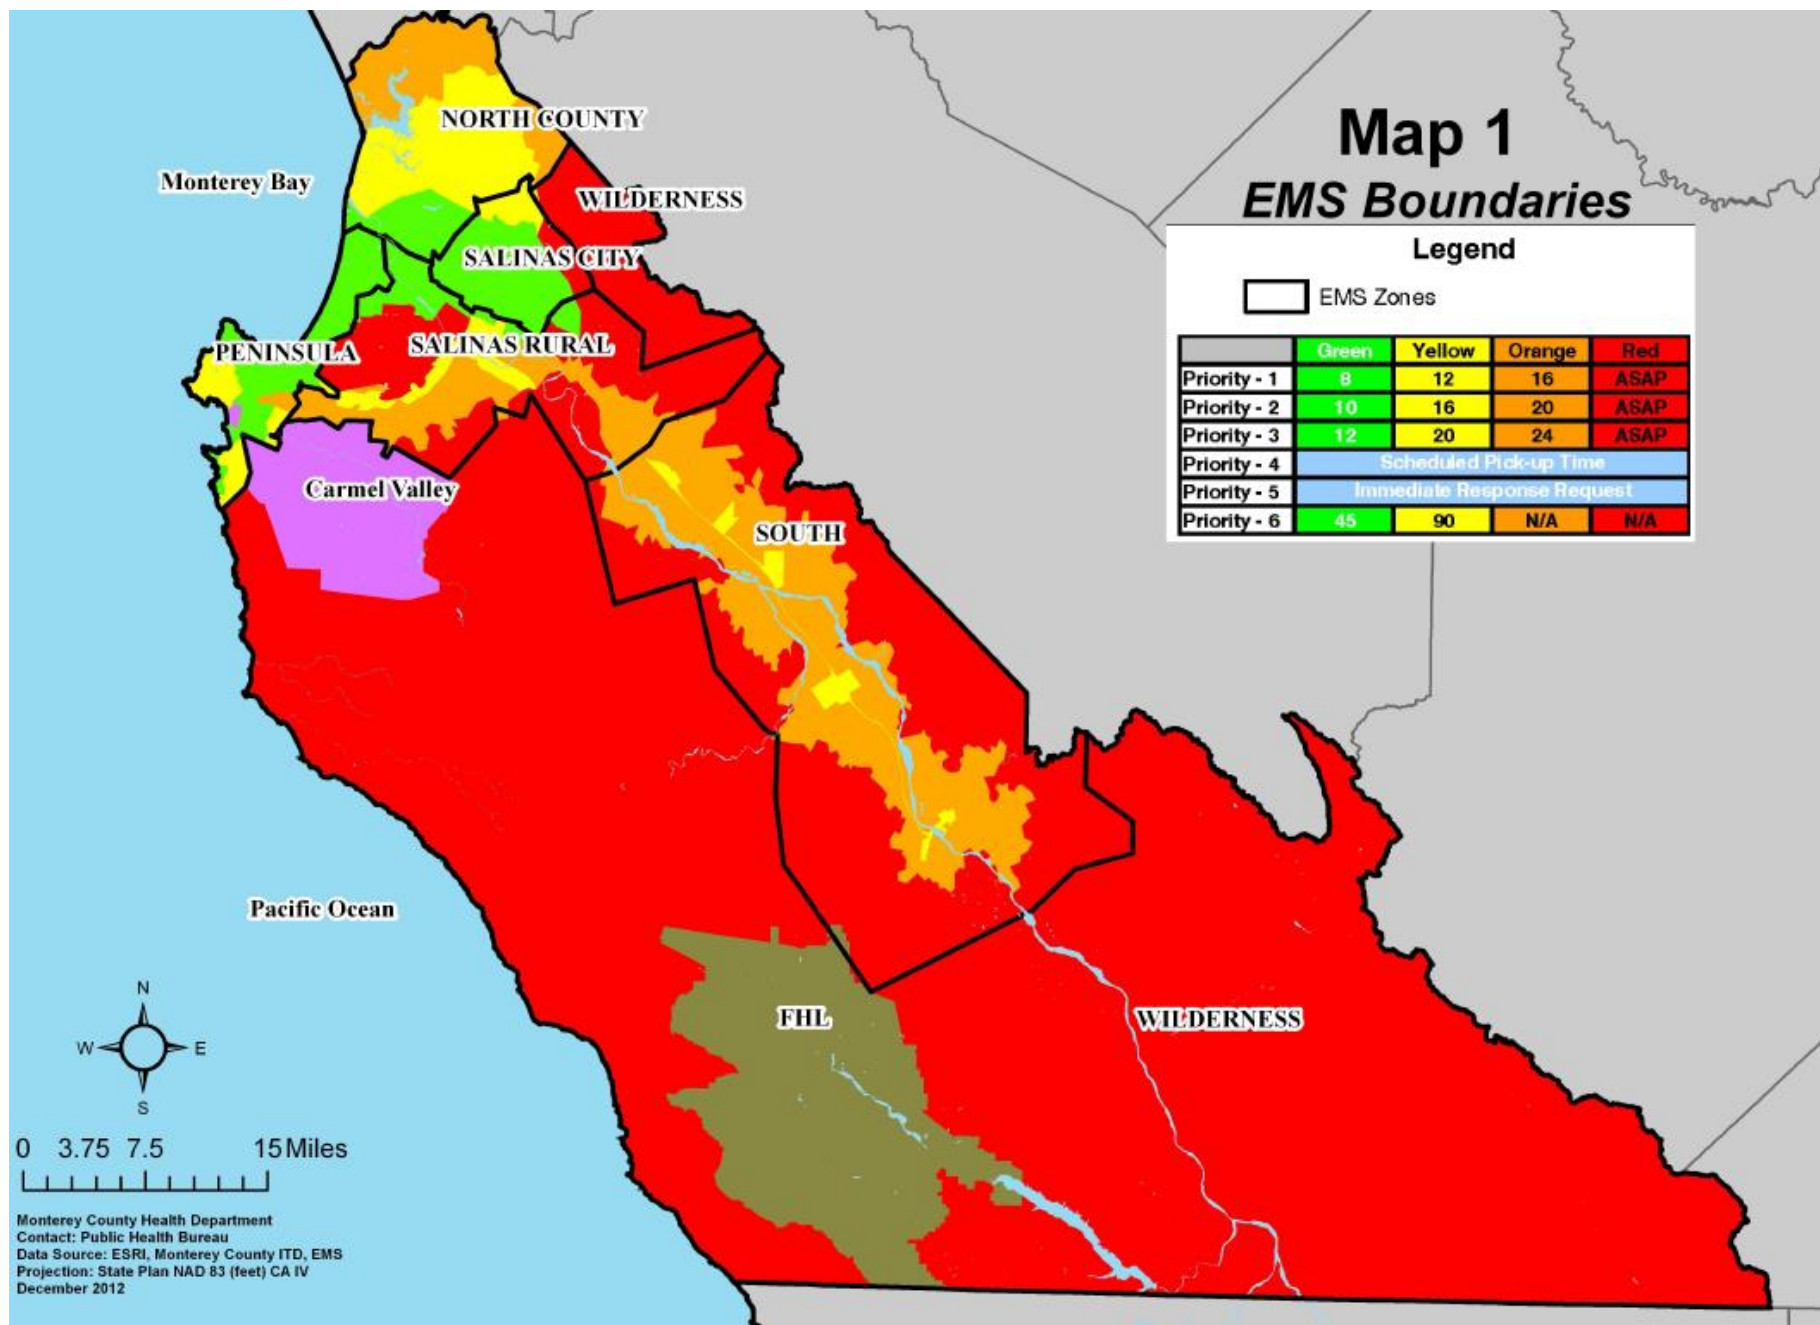 Map 1
EMS Boundaries
Legend
EMS Zones
Green Yellow Orange Red
Priority - 1 8 12 16 ASAP
Priority - 2 10 16 20 ASAP
Priority - 3 12 20 24 ASAP
Priority - 4 Scheduled Pick-up Time
Priority - 5 Immediate Response Request
Priority - 6 45 90 N/A N/A
NORTH COUNTY
Monterey Bay
WILDERNESS
SALINAS CITY
PENINSULA
SALINAS RURAL
Carmel Valley
SOUTH
Pacific Ocean
FHL
WILDERNESS
N
W E
S
0 3.75 7.5 15 Miles
Monterey County Health Department
Contact: Public Health Bureau
Data Source: ESRI, Monterey County ITD, EMS
Projection: State Plan NAD 83 (feet) CA IV
December 2012